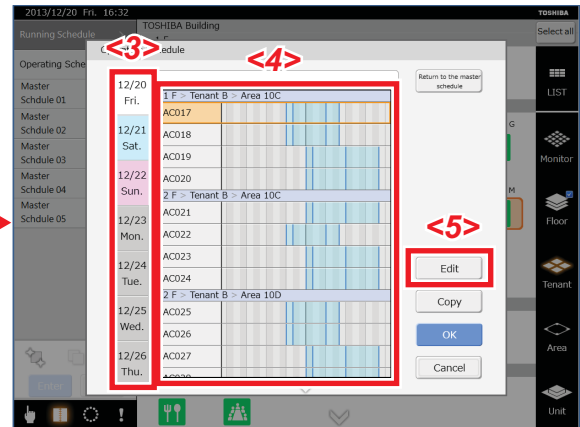 2013/12/20 Fri. 16:32
TOSHIBA
TOSHIBA Building
Running Schedule
1 F
Select all
<3>
<4>
Operating Sche
Return to the master
schedule
12/20
Fri.
12/21
Sat.
12/22
Sun.
12/23
Mon.
12/24
Tue.
12/25
Wed.
12/26
Thu.
1 F > Tenant B > Area 10C
AC017
AC018
AC019
AC020
2 F > Tenant B > Area 10C
AC021
AC022
AC023
AC024
2 F > Tenant B > Area 10D
AC025
AC026
AC027
Master
Schdule 01
Master
Schdule 02
Master
Schdule 03
Master
Schdule 04
Master
Schdule 05
<5>
Edit
Copy
OK
Cancel
Enter
G
M
LIST
Monitor
Floor
Tenant
Area
Unit